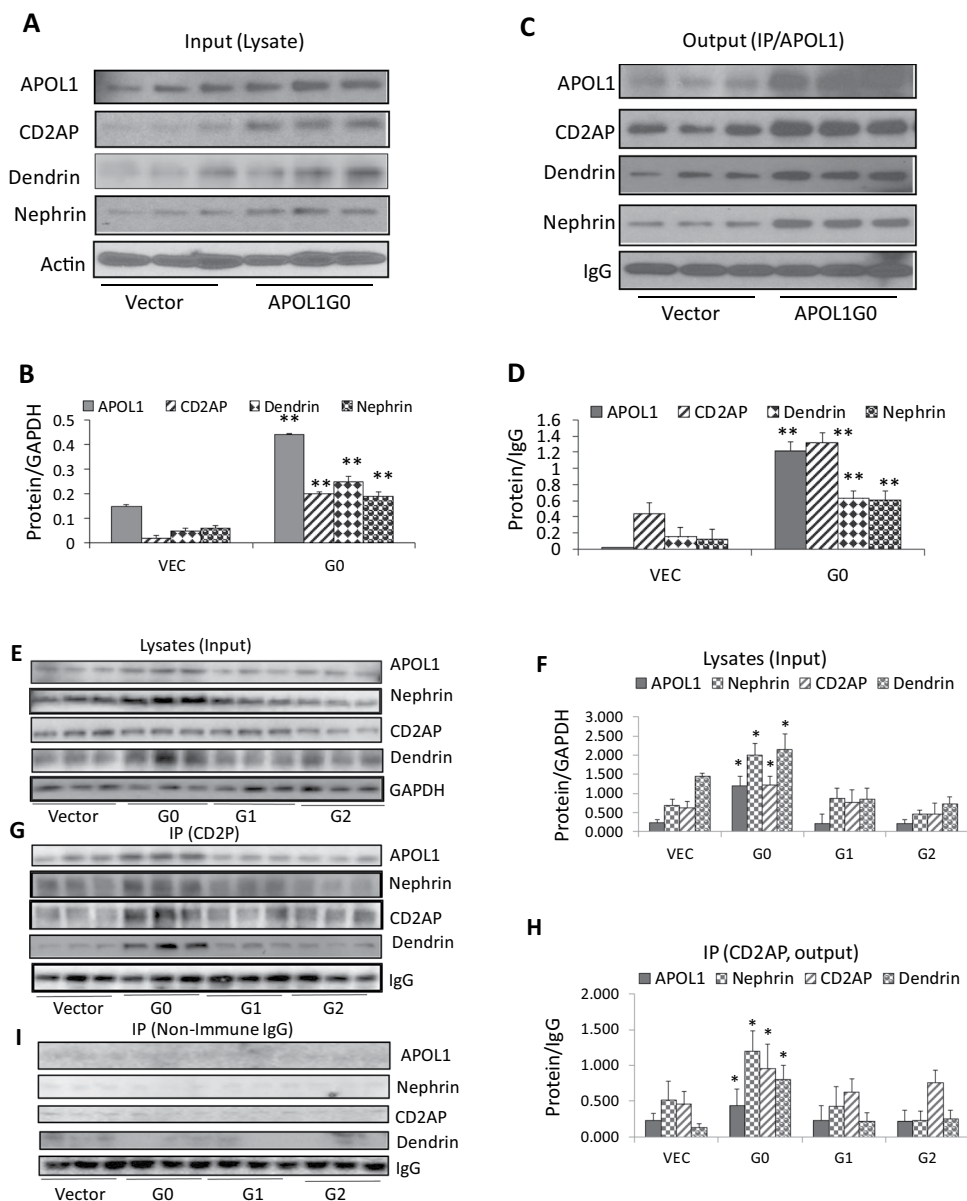 A
Input (Lysate)
APOL1
CD2AP
Dendrin
Nephrin
Actin
Vector APOL1G0
C
Output (IP/APOL1)
APOL1
CD2AP
Dendrin
Nephrin
IgG
Vector APOL1G0
B
APOL1 CD2AP Dendrin Nephrin
Protein/GAPDH
0.5
0.4
0.3
0.2
0.1
0
**
**
**
**
VEC G0
D
APOL1 CD2AP Dendrin Nephrin
Protein/IgG
1.6
1.4
1.2
1
0.8
0.6
0.4
0.2
0
**
**
**
**
VEC G0
E
Lysates (Input)
APOL1
Nephrin
CD2AP
Dendrin
GAPDH
Vector G0 G1 G2
F
Lysates (Input)
APOL1 Nephrin CD2AP Dendrin
Protein/GAPDH
3.000
2.500
2.000
1.500
1.000
0.500
0.000
*
*
*
*
VEC G0 G1 G2
G
IP (CD2P)
APOL1
Nephrin
CD2AP
Dendrin
IgG
Vector G0 G1 G2
H
IP (CD2AP, output)
APOL1 Nephrin CD2AP Dendrin
Protein/IgG
2.000
1.500
1.000
0.500
0.000
*
*
*
*
VEC G0 G1 G2
I
IP (Non-Immune IgG)
APOL1
Nephrin
CD2AP
Dendrin
IgG
Vector G0 G1 G2